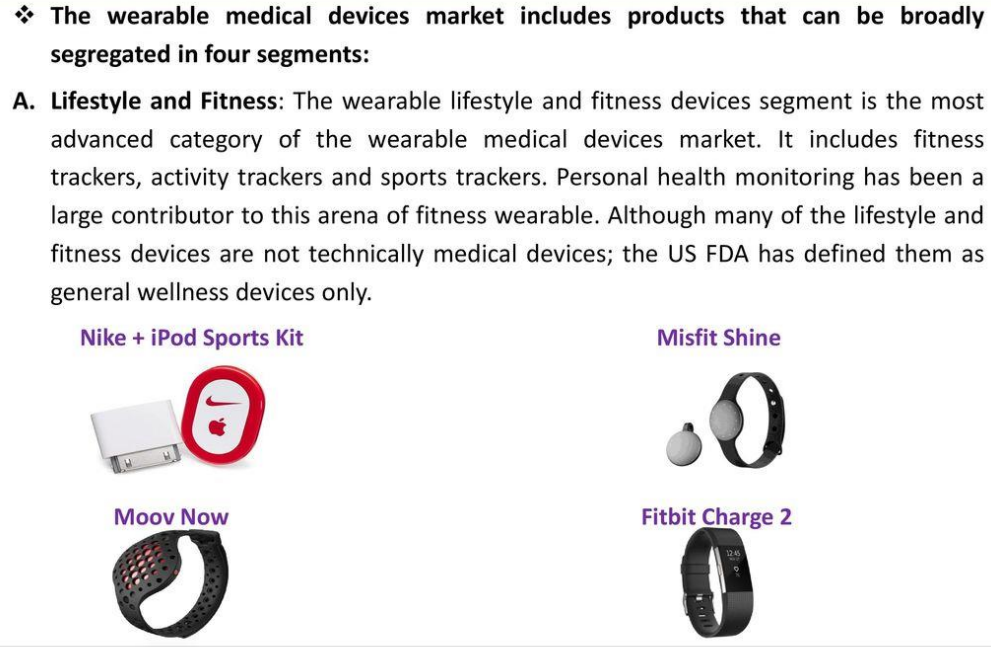 ❖ The wearable medical devices market includes products that can be broadly
segregated in four segments:
A. Lifestyle and Fitness: The wearable lifestyle and fitness devices segment is the most
advanced category of the wearable medical devices market. It includes fitness
trackers, activity trackers and sports trackers. Personal health monitoring has been a
large contributor to this arena of fitness wearable. Although many of the lifestyle and
fitness devices are not technically medical devices; the US FDA has defined them as
general wellness devices only.
Nike + iPod Sports Kit
Misfit Shine
Moov Now
Fitbit Charge 2
12:45